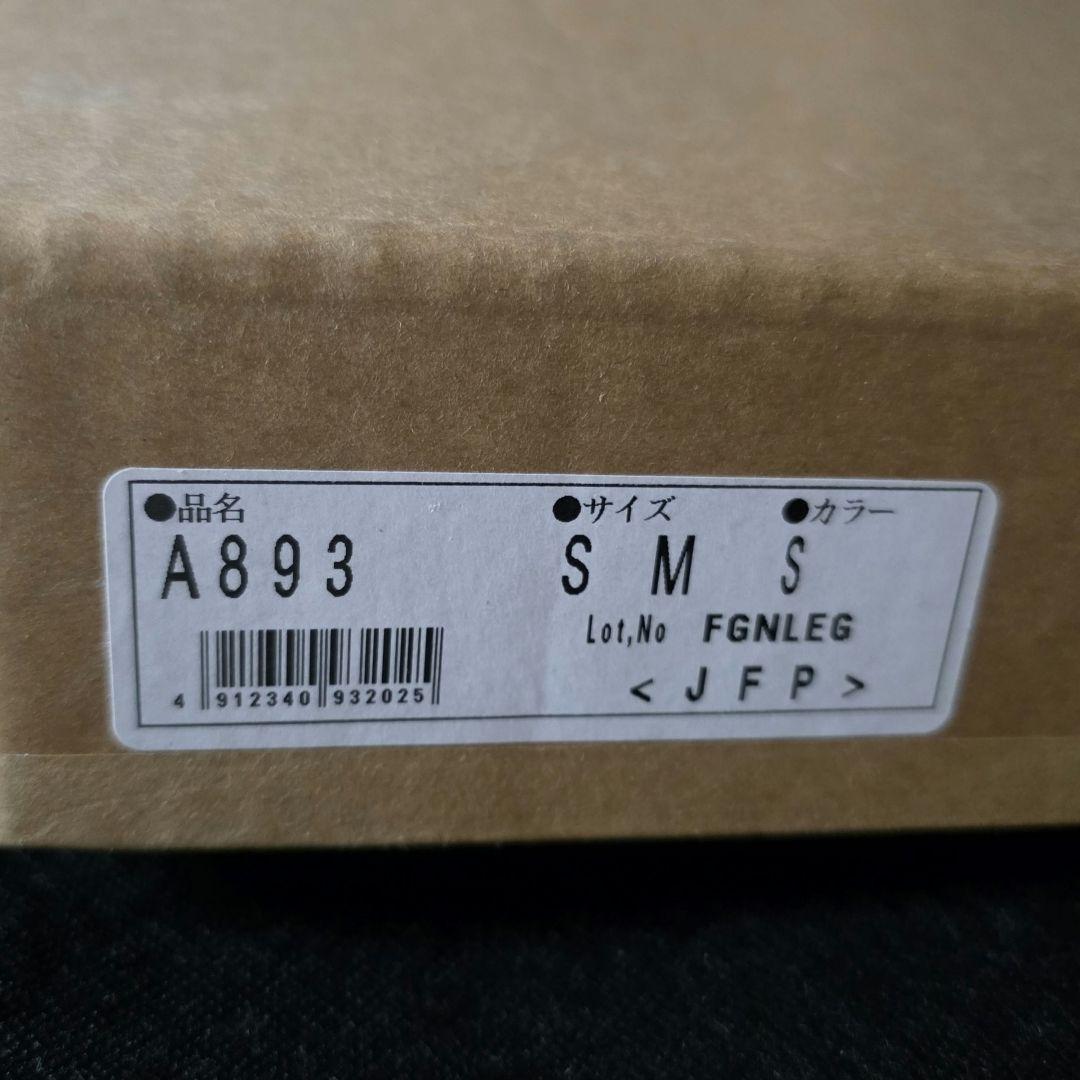 ●品名 ●サイズ ●カラー
A893 S M S
Lot,No FGNLEG
4 912340 932025
< J F P >